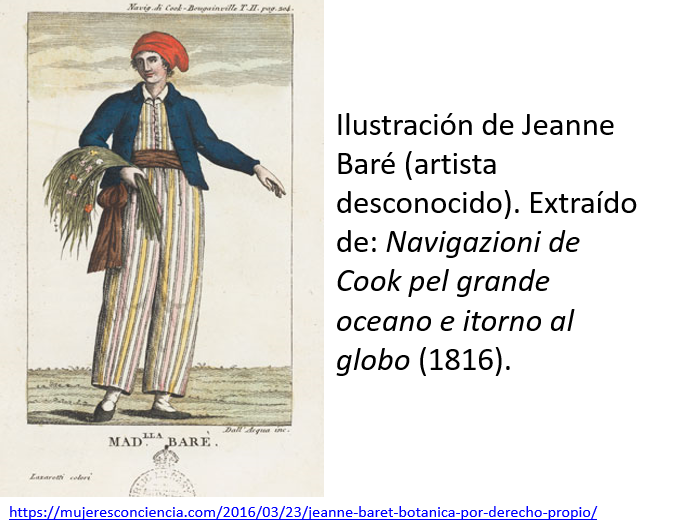 Navig. di Cook-Bougainville T. II. pag. 204.
Ilustración de Jeanne
Baré (artista
desconocido). Extraído
de: Navigazioni de
Cook pel grande
oceano e itorno al
globo (1816).
Dall' Acqua inc.
MAD.LLA BARÈ.
Lazaretti colorì
https://mujeresconciencia.com/2016/03/23/jeanne-baret-botanica-por-derecho-propio/